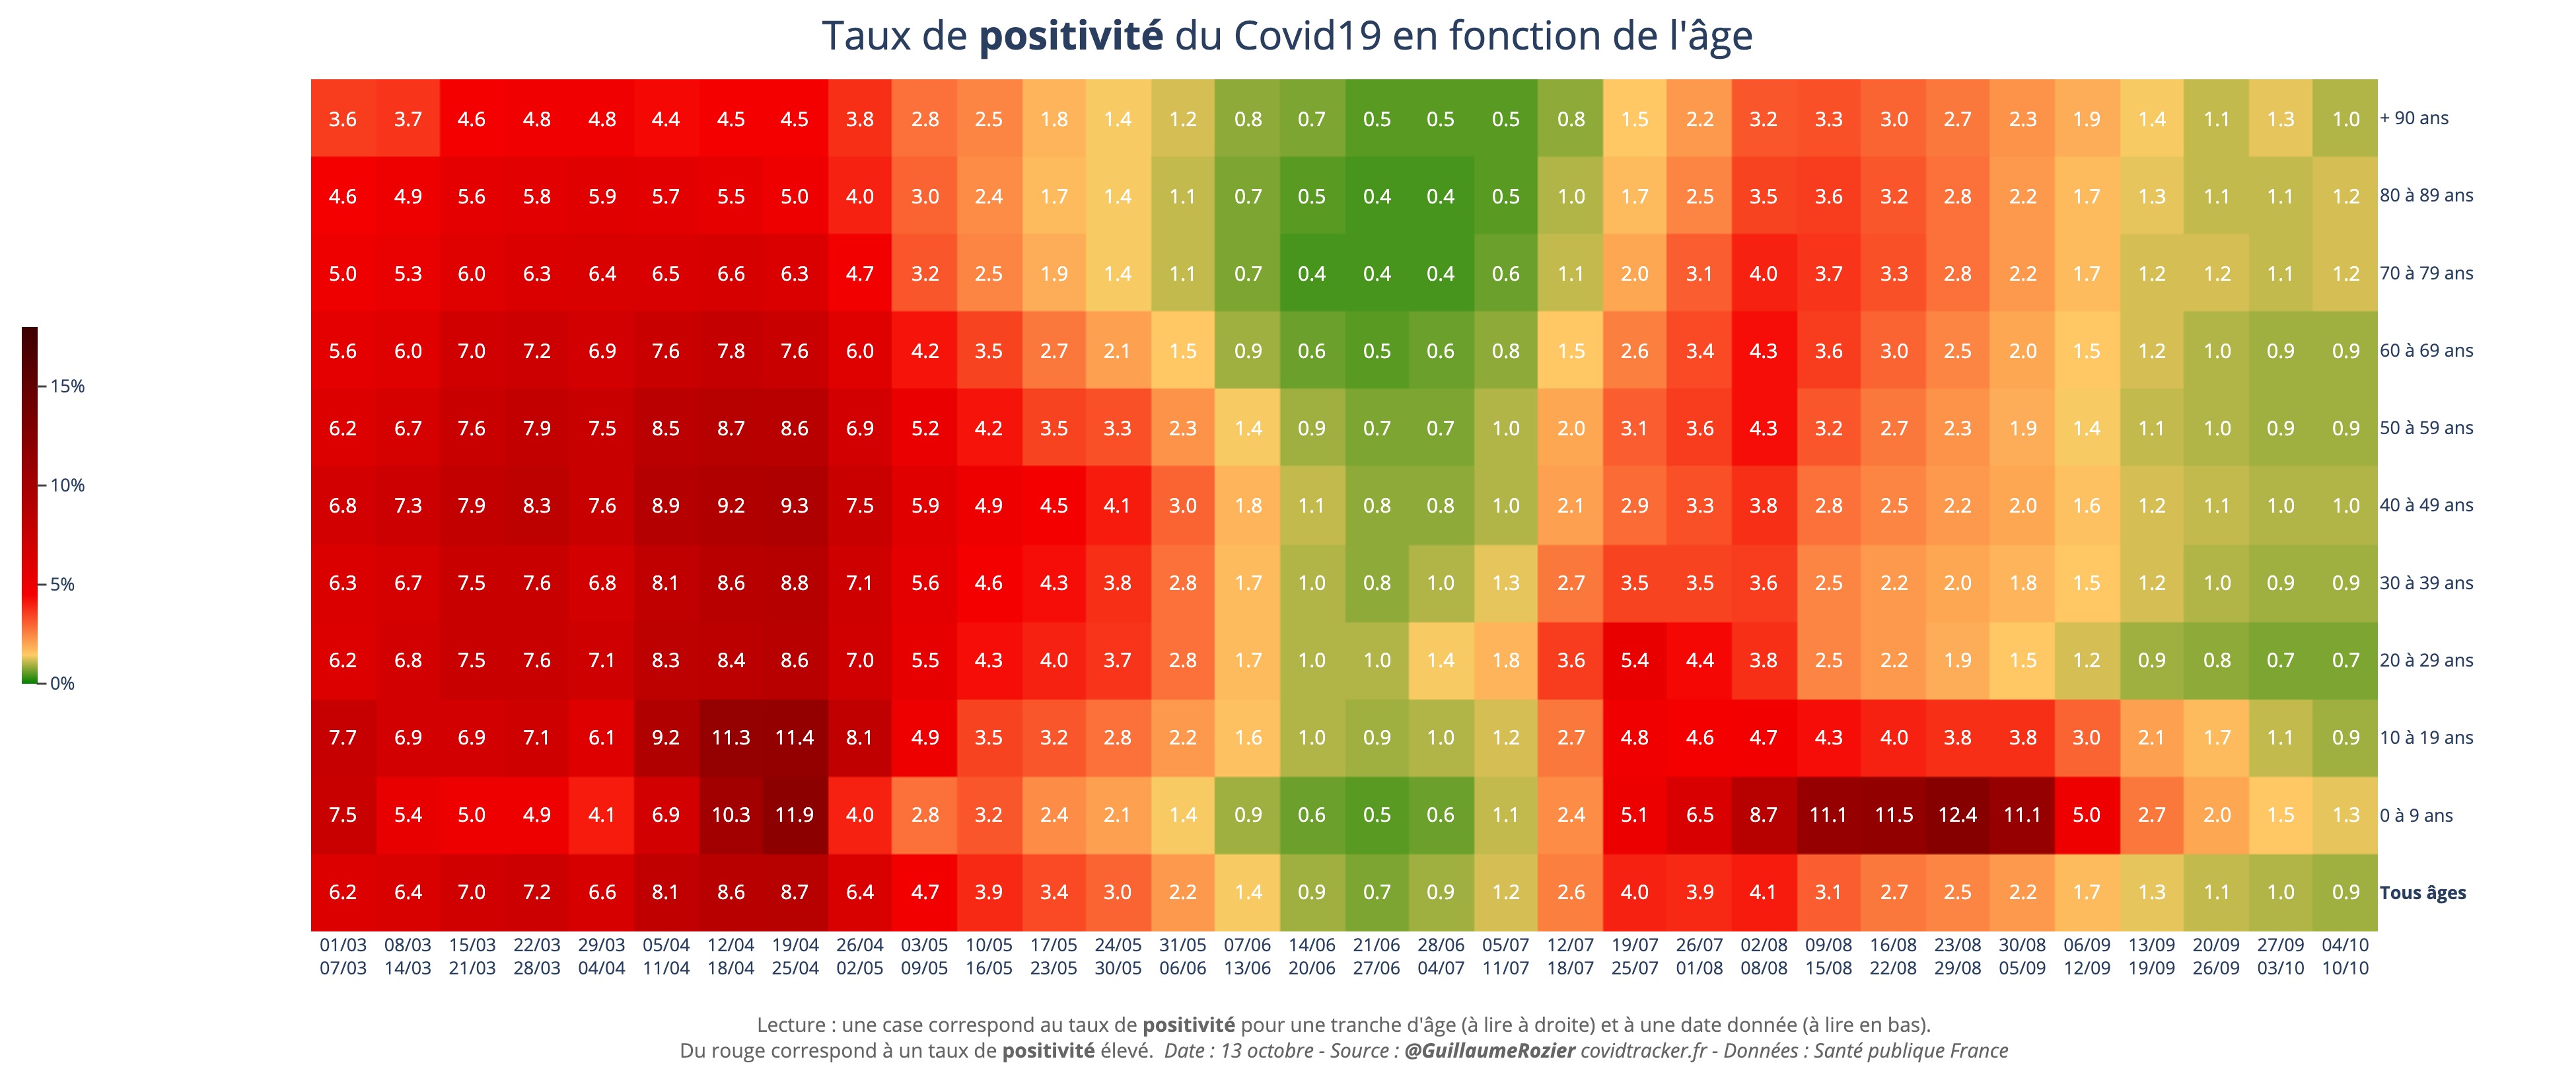 Taux de positivité du Covid19 en fonction de l'âge
3.6 3.7 4.6 4.8 4.8 4.4 4.5 4.5 3.8 2.8 2.5 1.8 1.4 1.2 0.8 0.7 0.5 0.5 0.5 0.8 1.5 2.2 3.2 3.3 3.0 2.7 2.3 1.9 1.4 1.1 1.3 1.0 + 90 ans
4.6 4.9 5.6 5.8 5.9 5.7 5.5 5.0 4.0 3.0 2.4 1.7 1.4 1.1 0.7 0.5 0.4 0.4 0.5 1.0 1.7 2.5 3.5 3.6 3.2 2.8 2.2 1.7 1.3 1.1 1.1 1.2 80 à 89 ans
5.0 5.3 6.0 6.3 6.4 6.5 6.6 6.3 4.7 3.2 2.5 1.9 1.4 1.1 0.7 0.4 0.4 0.4 0.6 1.1 2.0 3.1 4.0 3.7 3.3 2.8 2.2 1.7 1.2 1.2 1.1 1.2 70 à 79 ans
5.6 6.0 7.0 7.2 6.9 7.6 7.8 7.6 6.0 4.2 3.5 2.7 2.1 1.5 0.9 0.6 0.5 0.6 0.8 1.5 2.6 3.4 4.3 3.6 3.0 2.5 2.0 1.5 1.2 1.0 0.9 0.9 60 à 69 ans
15%
6.2 6.7 7.6 7.9 7.5 8.5 8.7 8.6 6.9 5.2 4.2 3.5 3.3 2.3 1.4 0.9 0.7 0.7 1.0 2.0 3.1 3.6 4.3 3.2 2.7 2.3 1.9 1.4 1.1 1.0 0.9 0.9 50 à 59 ans
10%
6.8 7.3 7.9 8.3 7.6 8.9 9.2 9.3 7.5 5.9 4.9 4.5 4.1 3.0 1.8 1.1 0.8 0.8 1.0 2.1 2.9 3.3 3.8 2.8 2.5 2.2 2.0 1.6 1.2 1.1 1.0 1.0 40 à 49 ans
5%
6.3 6.7 7.5 7.6 6.8 8.1 8.6 8.8 7.1 5.6 4.6 4.3 3.8 2.8 1.7 1.0 0.8 1.0 1.3 2.7 3.5 3.5 3.6 2.5 2.2 2.0 1.8 1.5 1.2 1.0 0.9 0.9 30 à 39 ans
6.2 6.8 7.5 7.6 7.1 8.3 8.4 8.6 7.0 5.5 4.3 4.0 3.7 2.8 1.7 1.0 1.0 1.4 1.8 3.6 5.4 4.4 3.8 2.5 2.2 1.9 1.5 1.2 0.9 0.8 0.7 0.7 20 à 29 ans
0%
7.7 6.9 6.9 7.1 6.1 9.2 11.3 11.4 8.1 4.9 3.5 3.2 2.8 2.2 1.6 1.0 0.9 1.0 1.2 2.7 4.8 4.6 4.7 4.3 4.0 3.8 3.8 3.0 2.1 1.7 1.1 0.9 10 à 19 ans
7.5 5.4 5.0 4.9 4.1 6.9 10.3 11.9 4.0 2.8 3.2 2.4 2.1 1.4 0.9 0.6 0.5 0.6 1.1 2.4 5.1 6.5 8.7 11.1 11.5 12.4 11.1 5.0 2.7 2.0 1.5 1.3 0 à 9 ans
6.2 6.4 7.0 7.2 6.6 8.1 8.6 8.7 6.4 4.7 3.9 3.4 3.0 2.2 1.4 0.9 0.7 0.9 1.2 2.6 4.0 3.9 4.1 3.1 2.7 2.5 2.2 1.7 1.3 1.1 1.0 0.9 Tous âges
01/03 08/03 15/03 22/03 29/03 05/04 12/04 19/04 26/04 03/05 10/05 17/05 24/05 31/05 07/06 14/06 21/06 28/06 05/07 12/07 19/07 26/07 02/08 09/08 16/08 23/08 30/08 06/09 13/09 20/09 27/09 04/10
07/03 14/03 21/03 28/03 04/04 11/04 18/04 25/04 02/05 09/05 16/05 23/05 30/05 06/06 13/06 20/06 27/06 04/07 11/07 18/07 25/07 01/08 08/08 15/08 22/08 29/08 05/09 12/09 19/09 26/09 03/10 10/10
Lecture : une case correspond au taux de positivité pour une tranche d'âge (à lire à droite) et à une date donnée (à lire en bas).
Du rouge correspond à un taux de positivité élevé. Date : 13 octobre - Source : @GuillaumeRozier covidtracker.fr - Données : Santé publique France